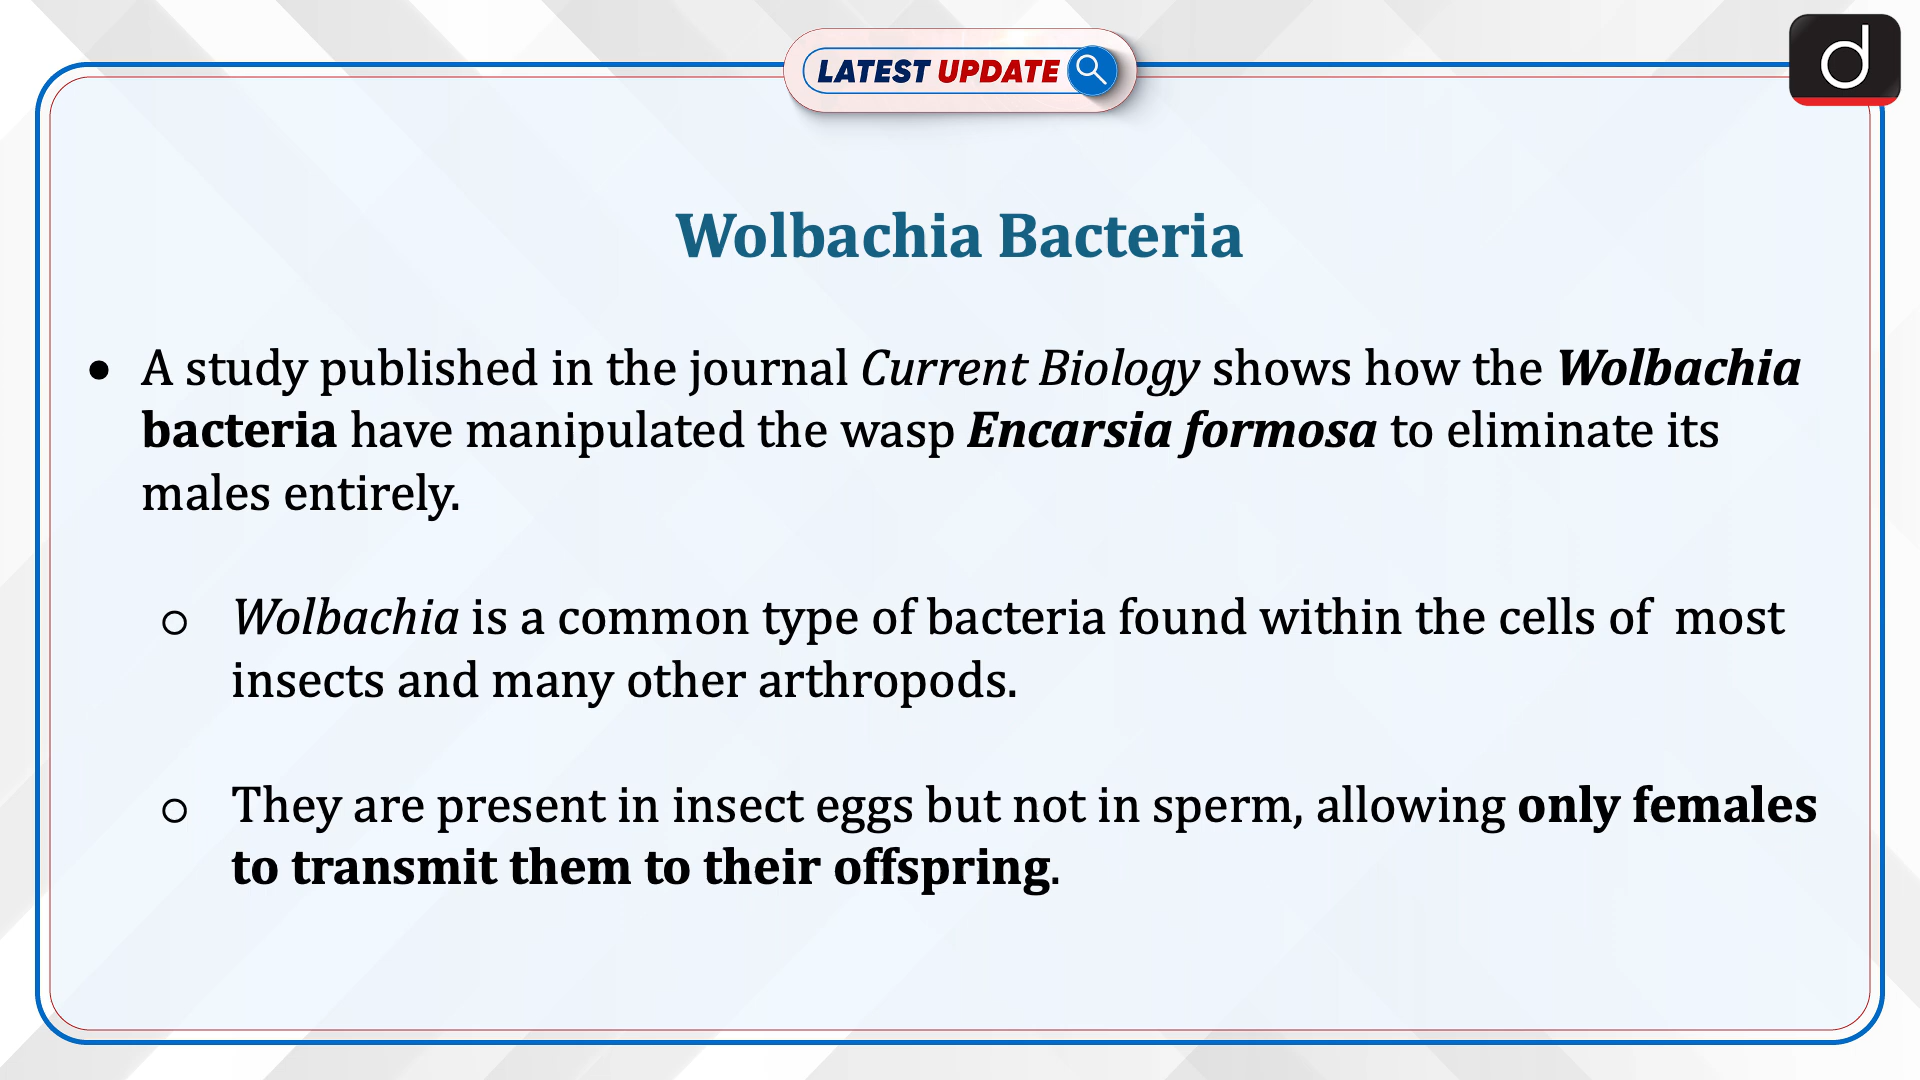 LATEST UPDATE
d
Wolbachia Bacteria
• A study published in the journal Current Biology shows how the Wolbachia
bacteria have manipulated the wasp Encarsia formosa to eliminate its
males entirely.
o Wolbachia is a common type of bacteria found within the cells of  most
insects and many other arthropods.
o They are present in insect eggs but not in sperm, allowing only females
to transmit them to their offspring.